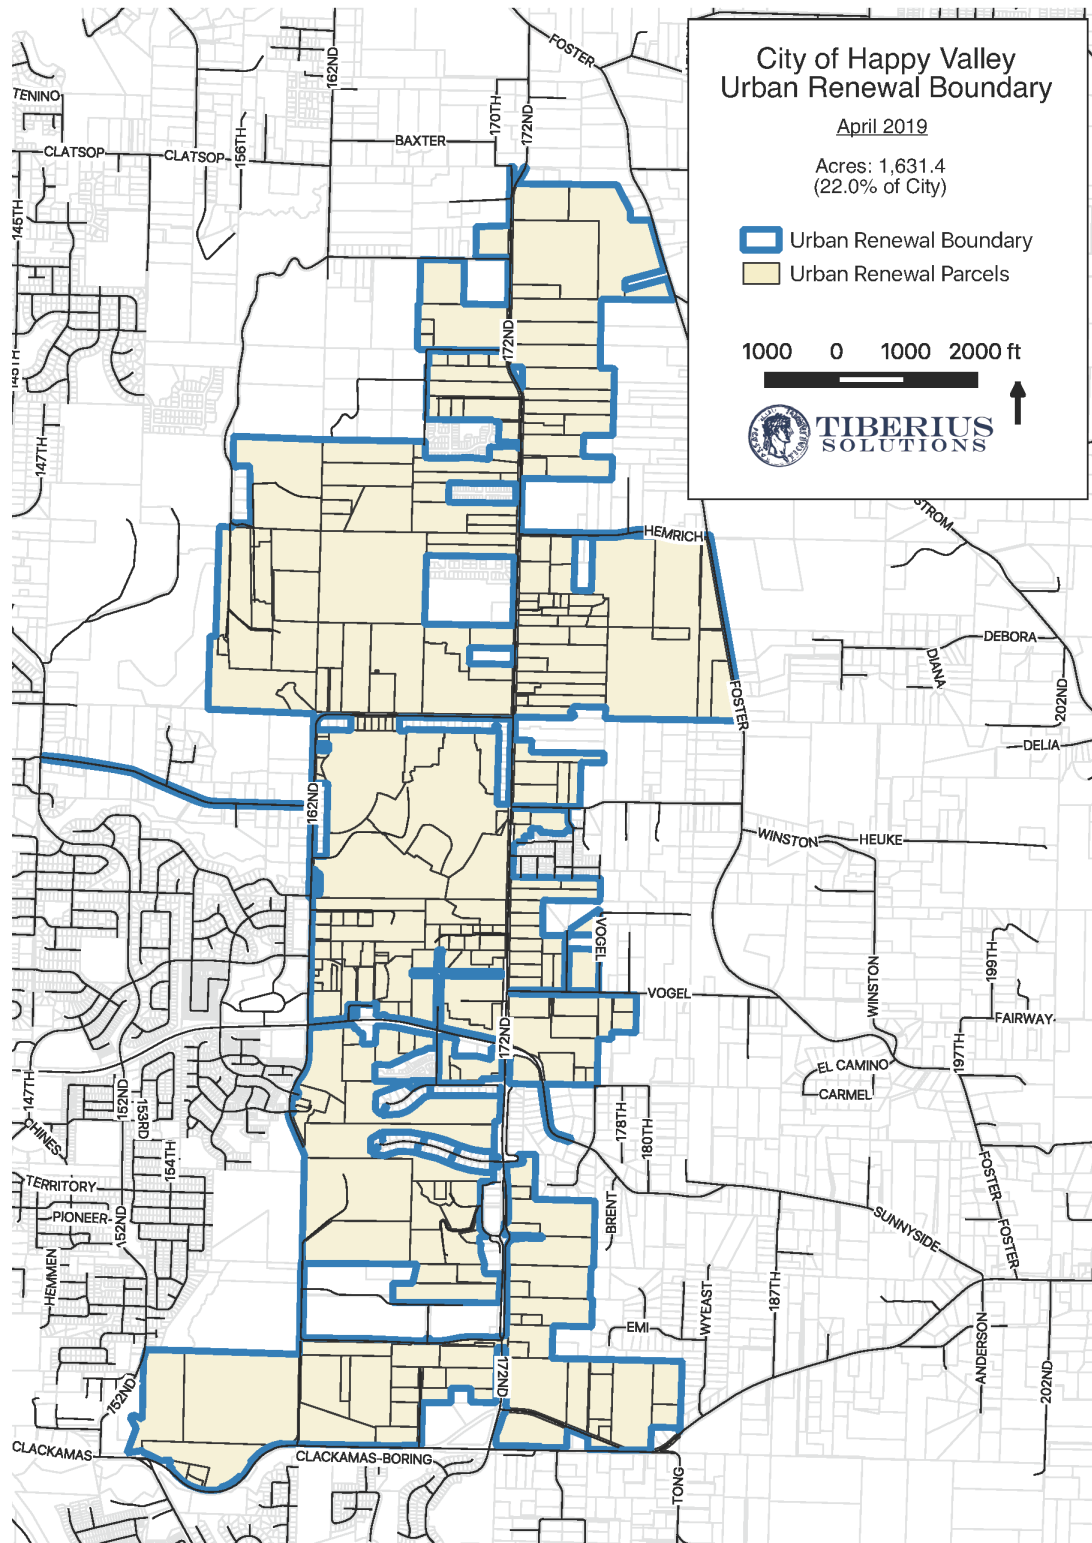 City of Happy Valley
Urban Renewal Boundary
April 2019
Acres: 1,631.4
(22.0% of City)
Urban Renewal Boundary
Urban Renewal Parcels
1000 0 1000 2000 ft
TIBERIUS
SOLUTIONS
FOSTER
162ND
TENINO
170TH
172ND
BAXTER
156TH
CLATSOP
CLATSOP
145TH
172ND
145TH
147TH
STROM
HEMRICH
DEBORA
DIANA
FOSTER
202ND
DELIA
162ND
WINSTON
HEUKE
VOGEL
199TH
WINSTON
VOGEL
FAIRWAY
172ND
197TH
EL CAMINO
CARMEL
147TH
152ND
153RD
178TH
180TH
CHINES
154TH
TERRITORY
FOSTER
PIONEER
152ND
BRENT
SUNNYSIDE
FOSTER
HEMMEN
187TH
WYEAST
EMI
ANDERSON
172ND
202ND
152ND
CLACKAMAS
CLACKAMAS-BORING
TONG